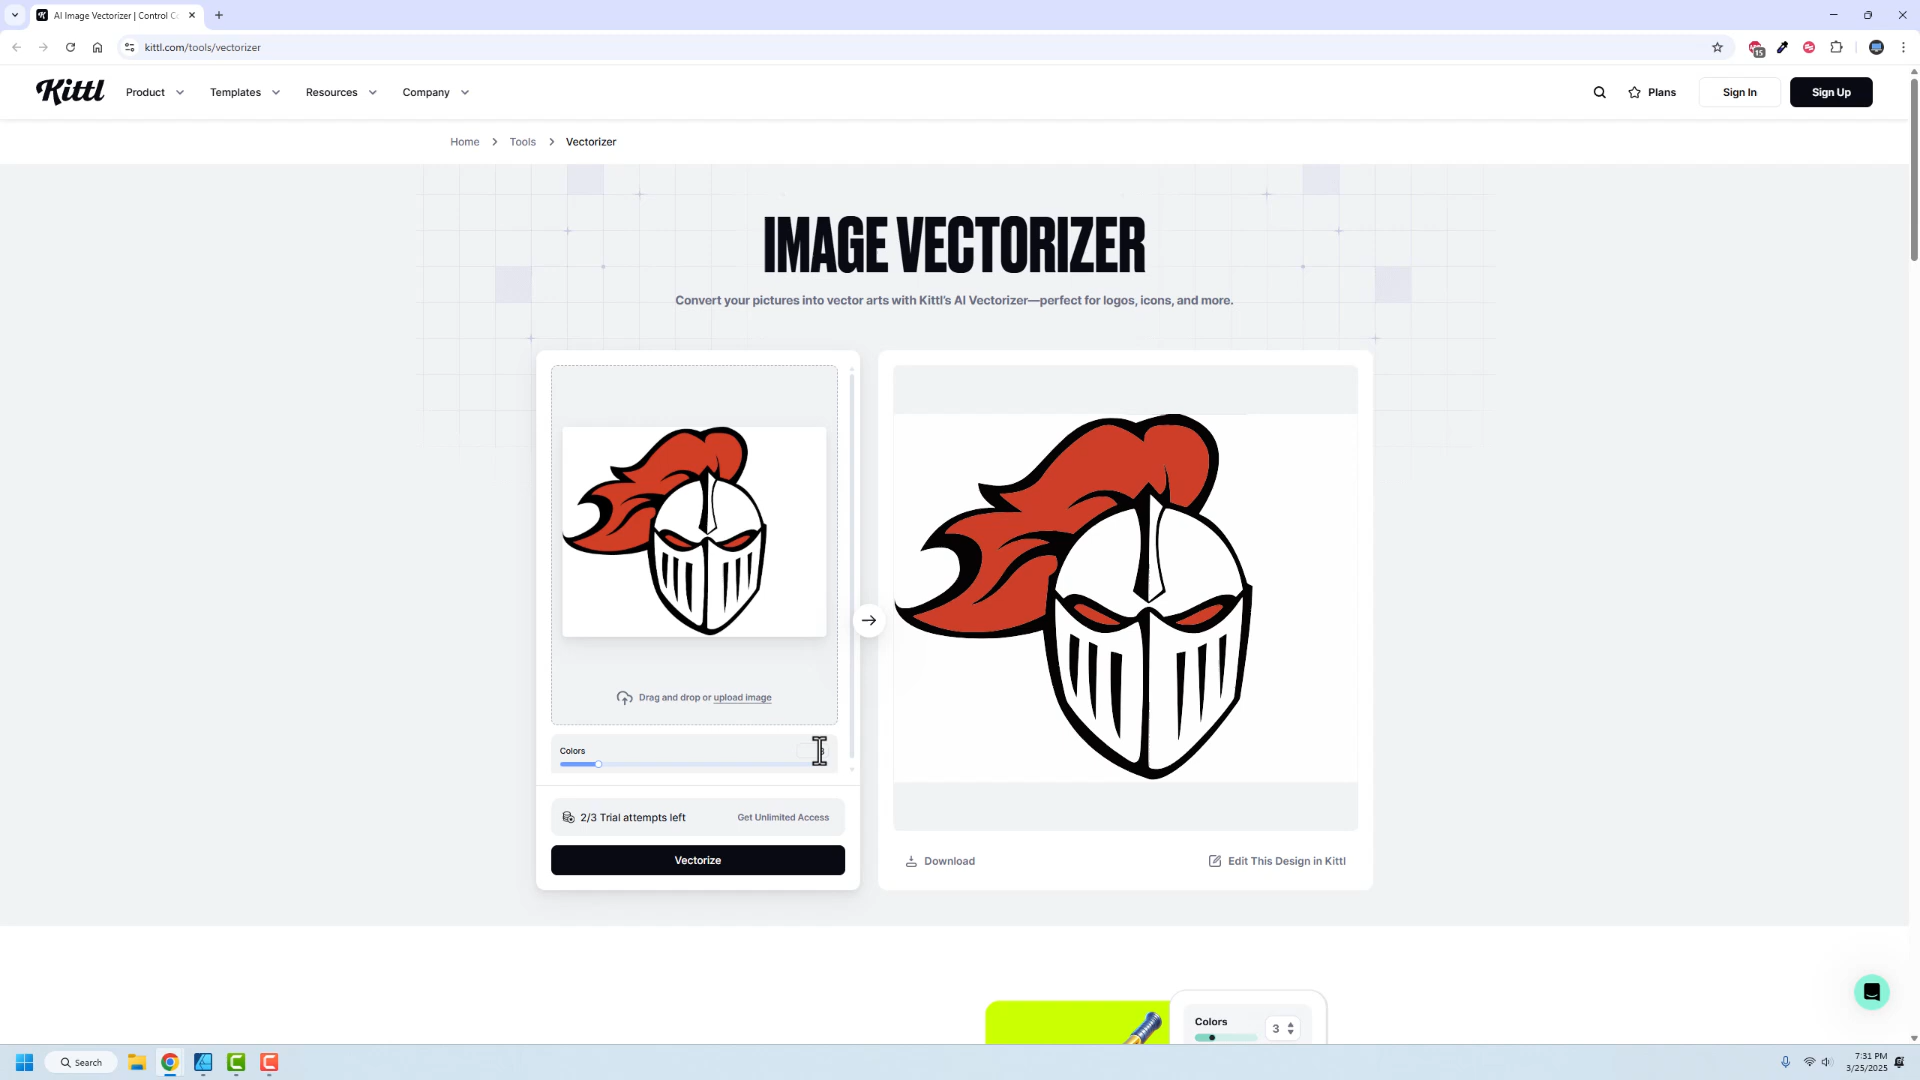 AI Image Vectorizer | Control Co
kittl.com/tools/vectorizer
15
Kittl
Product
Templates
Resources
Company
Plans
Sign In
Sign Up
Home
Tools
Vectorizer
IMAGE VECTORIZER
Convert your pictures into vector arts with Kittl's AI Vectorizer—perfect for logos, icons, and more.
Drag and drop or upload image
Colors
2/3 Trial attempts left
Get Unlimited Access
Vectorize
Download
Edit This Design in Kittl
Colors
3
Search
7:31 PM
3/25/2025